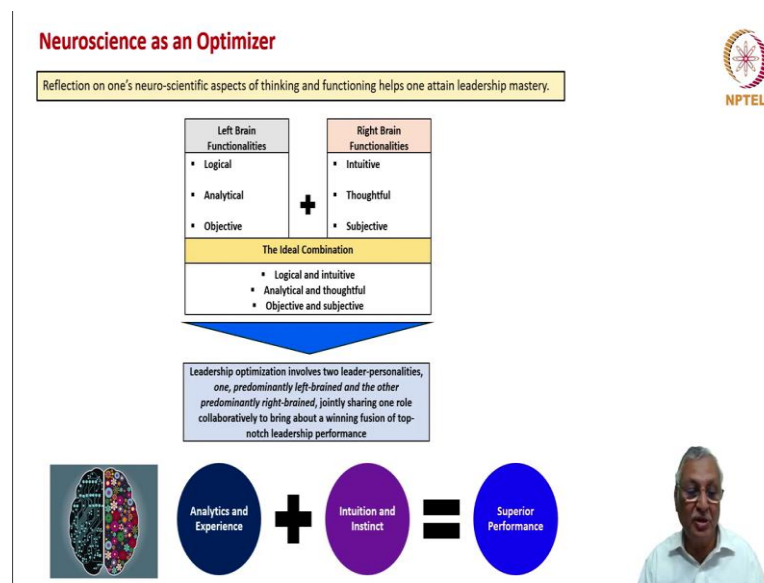 Neuroscience as an Optimizer
NPTEL
Reflection on one's neuro-scientific aspects of thinking and functioning helps one attain leadership mastery.
Left Brain
Functionalities
▪ Logical
▪ Analytical
▪ Objective
+
Right Brain
Functionalities
▪ Intuitive
▪ Thoughtful
▪ Subjective
The Ideal Combination
▪ Logical and intuitive
▪ Analytical and thoughtful
▪ Objective and subjective
Leadership optimization involves two leader-personalities,
one, predominantly left-brained and the other
predominantly right-brained, jointly sharing one role
collaboratively to bring about a winning fusion of top-
notch leadership performance
Analytics and
Experience
+
Intuition and
Instinct
=
Superior
Performance